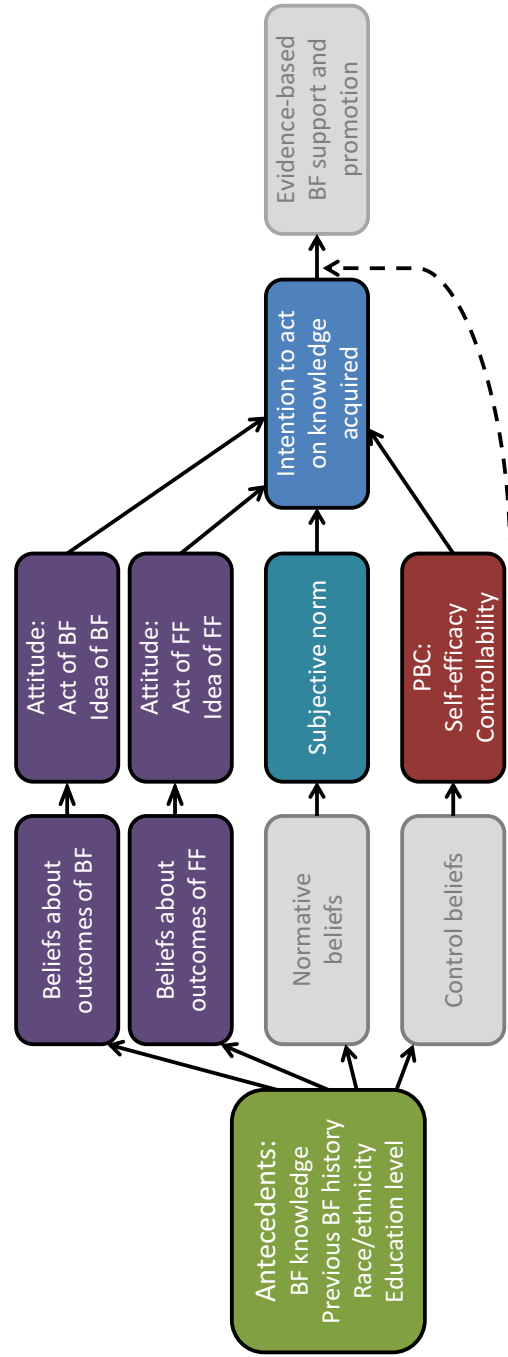 Antecedents:
BF knowledge
Previous BF history
Race/ethnicity
Education level
Beliefs about
outcomes of BF
Beliefs about
outcomes of FF
Normative
beliefs
Control beliefs
Attitude:
Act of BF
Idea of BF
Attitude:
Act of FF
Idea of FF
Subjective norm
PBC:
Self-efficacy
Controllability
Intention to act
on knowledge
acquired
Evidence-based
BF support and
promotion